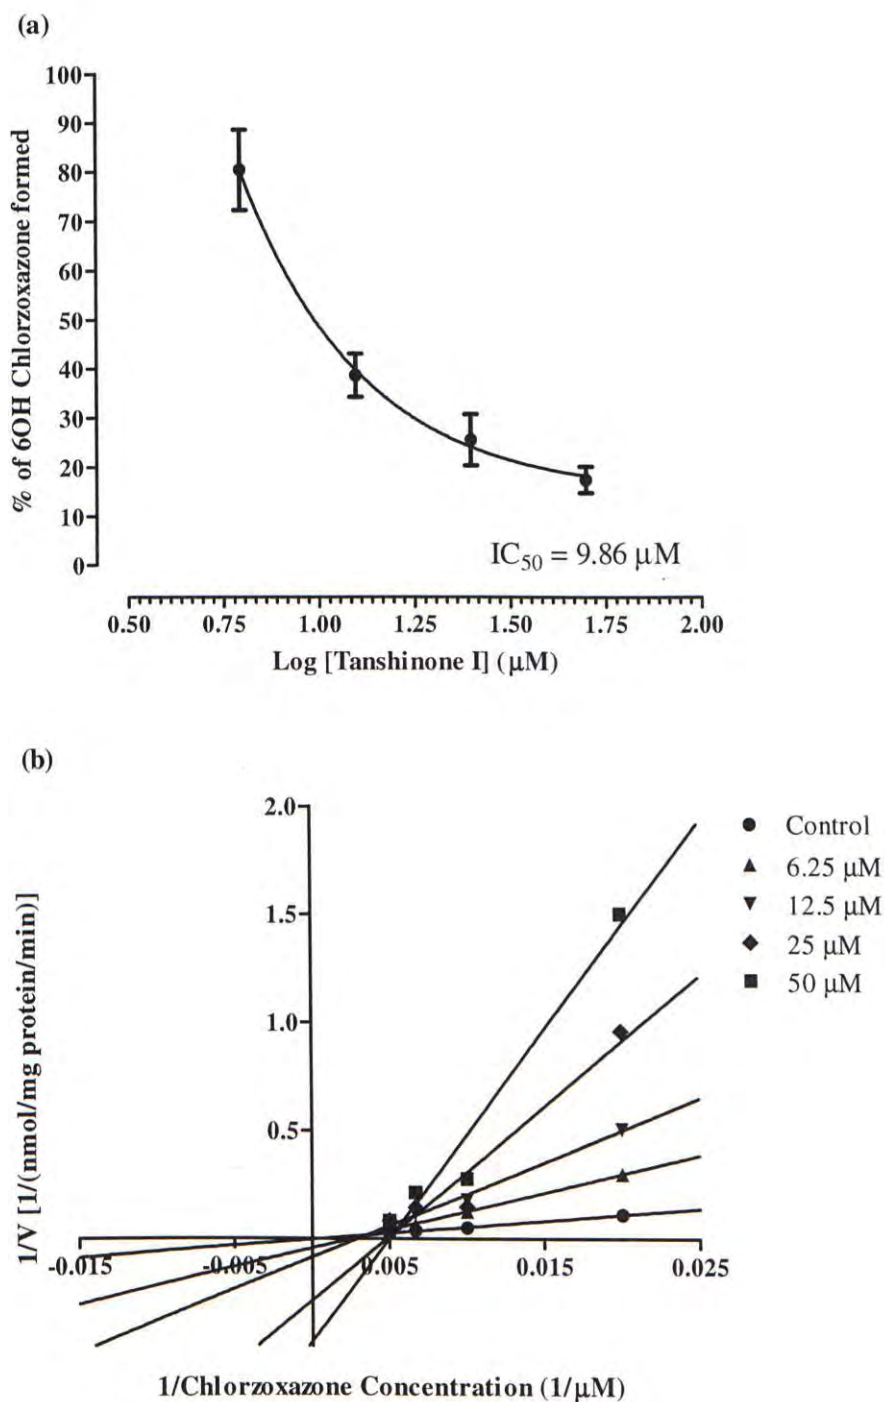 (a)
100
90
80
70
60
50
40
30
20
10
0
% of 6OH Chlorzoxazone formed
IC50 = 9.86 µM
0.50 0.75 1.00 1.25 1.50 1.75 2.00
Log [Tanshinone I] (µM)
(b)
2.0
1.5
1.0
0.5
1/V [1/(nmol/mg protein/min)]
Control
6.25 µM
12.5 µM
25 µM
50 µM
-0.015 -0.005 0.005 0.015 0.025
1/Chlorzoxazone Concentration (1/µM)